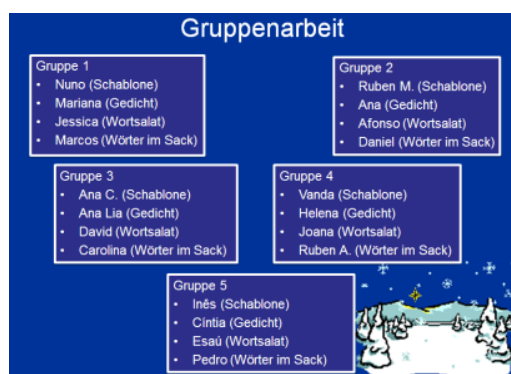 Gruppenarbeit
Gruppe 1
• Nuno (Schablone)
• Mariana (Gedicht)
• Jessica (Wortsalat)
• Marcos (Wörter im Sack)
Gruppe 2
• Ruben M. (Schablone)
• Ana (Gedicht)
• Afonso (Wortsalat)
• Daniel (Wörter im Sack)
Gruppe 3
• Ana C. (Schablone)
• Ana Lia (Gedicht)
• David (Wortsalat)
• Carolina (Wörter im Sack)
Gruppe 4
• Vanda (Schablone)
• Helena (Gedicht)
• Joana (Wortsalat)
• Ruben A. (Wörter im Sack)
Gruppe 5
• Inês (Schablone)
• Cíntia (Gedicht)
• Esaú (Wortsalat)
• Pedro (Wörter im Sack)